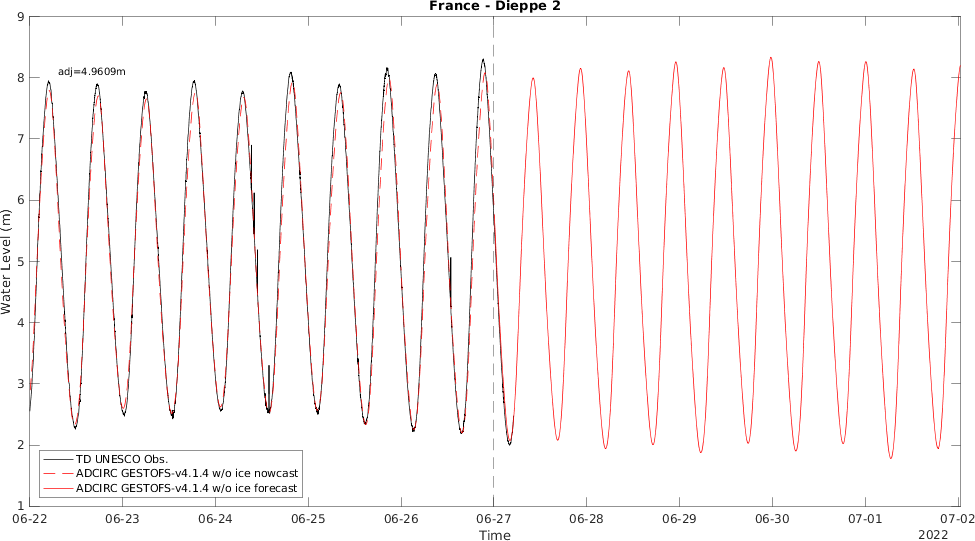 France - Dieppe 2
9
8
7
6
5
4
3
2
1
Water Level (m)
adj=4.9609m
TD UNESCO Obs.
ADCIRC GESTOFS-v4.1.4 w/o ice nowcast
ADCIRC GESTOFS-v4.1.4 w/o ice forecast
06-22 06-23 06-24 06-25 06-26 06-27 06-28 06-29 06-30 07-01 07-02
Time
2022